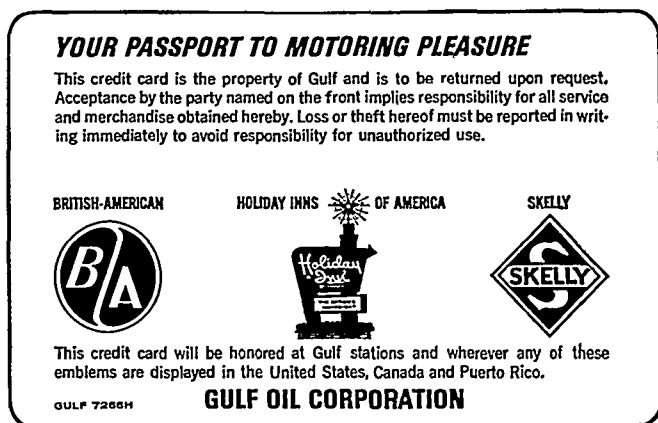 YOUR PASSPORT TO MOTORING PLEASURE
This credit card is the property of Gulf and is to be returned upon request.
Acceptance by the party named on the front implies responsibility for all service
and merchandise obtained hereby. Loss or theft hereof must be reported in writ-
ing immediately to avoid responsibility for unauthorized use.
BRITISH-AMERICAN HOLIDAY INNS OF AMERICA SKELLY
B/A
Holiday
Inn
S
SKELLY
This credit card will be honored at Gulf stations and wherever any of these
emblems are displayed in the United States, Canada and Puerto Rico.
GULF 7266H GULF OIL CORPORATION